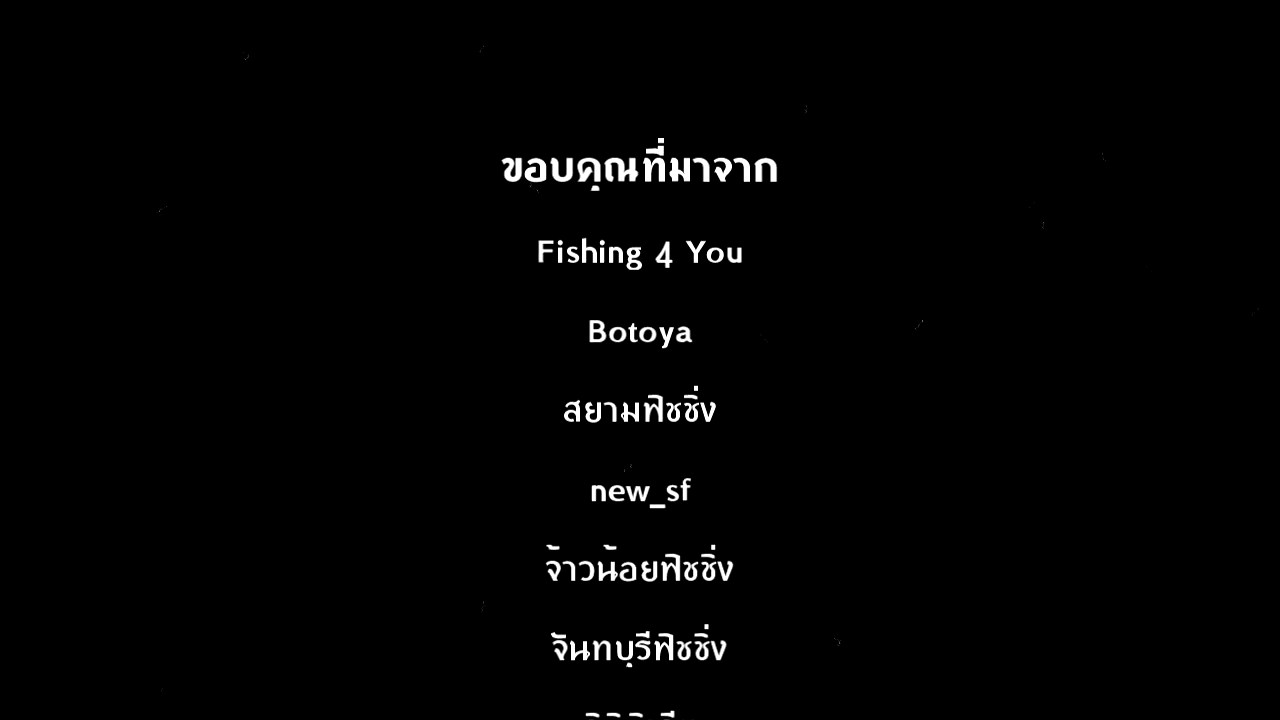 ขอบคุณที่มาจาก
Fishing 4 You
Botoya
สยามฟิชชิ่ง
new_sf
จ้าวน้อยฟิชชิ่ง
จันทบุรีฟิชชิ่ง